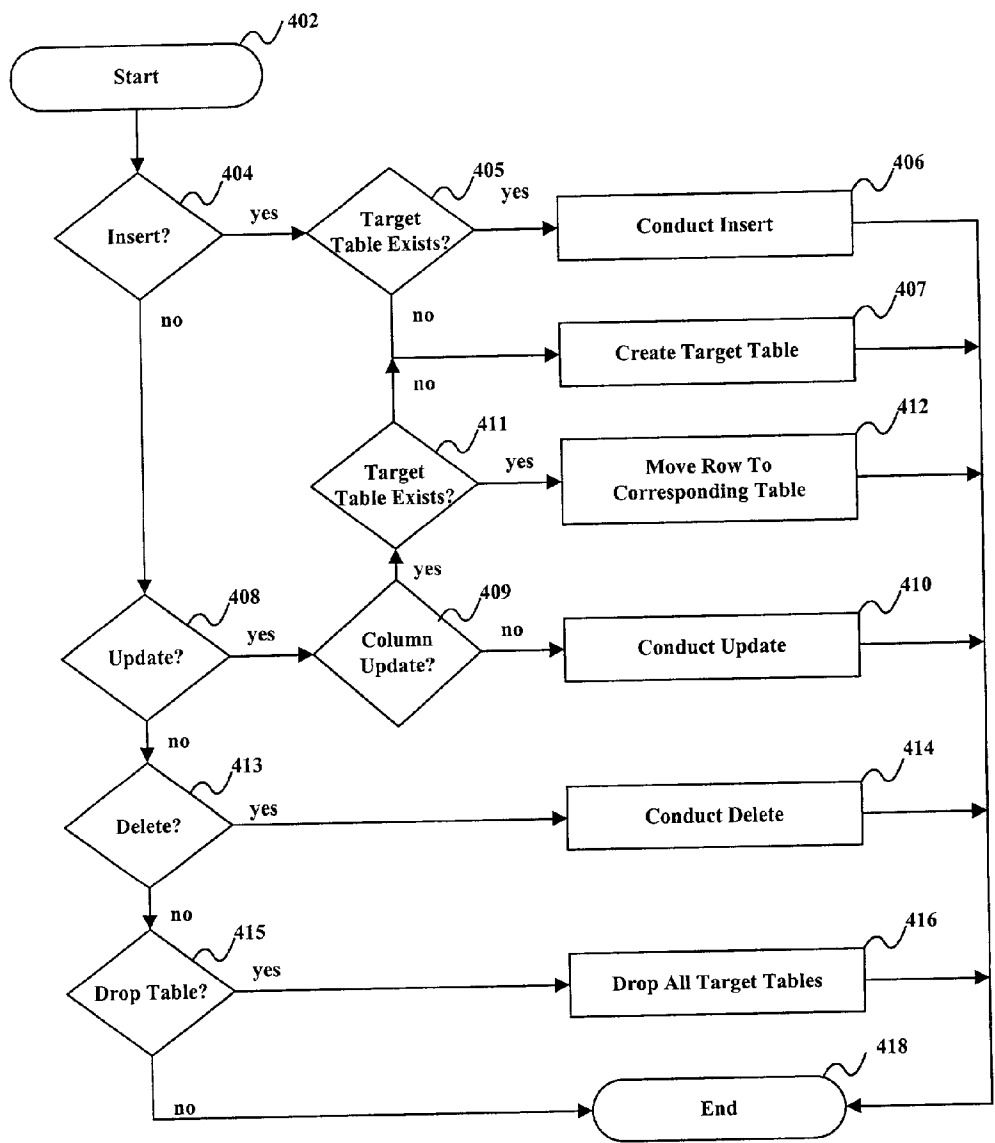 402
Start
404
405
406
yes
yes
Insert?
Target
Table Exists?
Conduct Insert
no
no
407
Create Target Table
no
411
412
Target
Table Exists?
yes
Move Row To
Corresponding Table
yes
408
409
410
yes
Update?
Column
Update?
no
Conduct Update
no
413
414
yes
Delete?
Conduct Delete
no
415
416
yes
Drop Table?
Drop All Target Tables
418
no
End